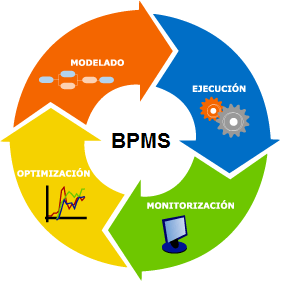 MODELADO
EJECUCIÓN
BPMS
OPTIMIZACIÓN
MONITORIZACIÓN